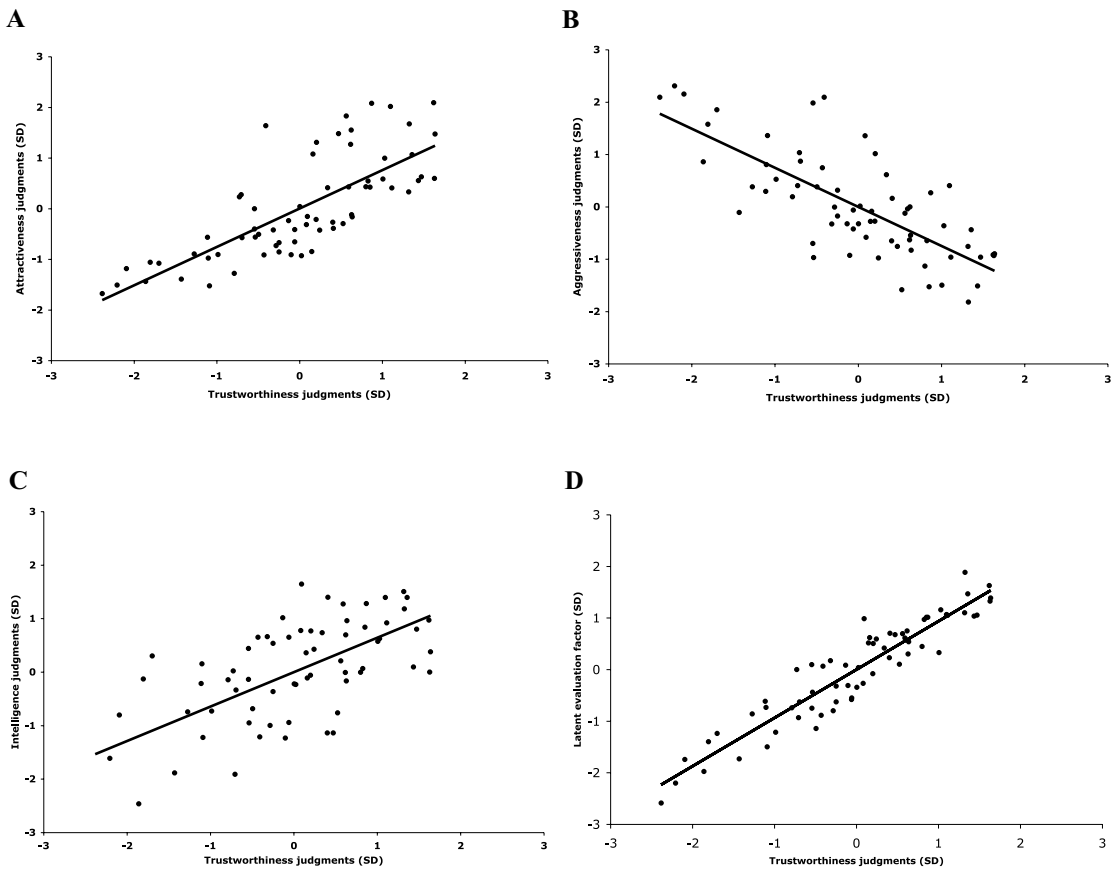 A
3
2
1
0
-1
-2
-3
-3 -2 -1 0 1 2 3
Attractiveness judgments (SD)
Trustworthiness judgments (SD)
B
3
2
1
0
-1
-2
-3
-3 -2 -1 0 1 2 3
Aggressiveness judgments (SD)
Trustworthiness judgments (SD)
C
3
2
1
0
-1
-2
-3
-3 -2 -1 0 1 2 3
Intelligence judgments (SD)
Trustworthiness judgments (SD)
D
3
2
1
0
-1
-2
-3
-3 -2 -1 0 1 2 3
Latent evaluation factor (SD)
Trustworthiness judgments (SD)